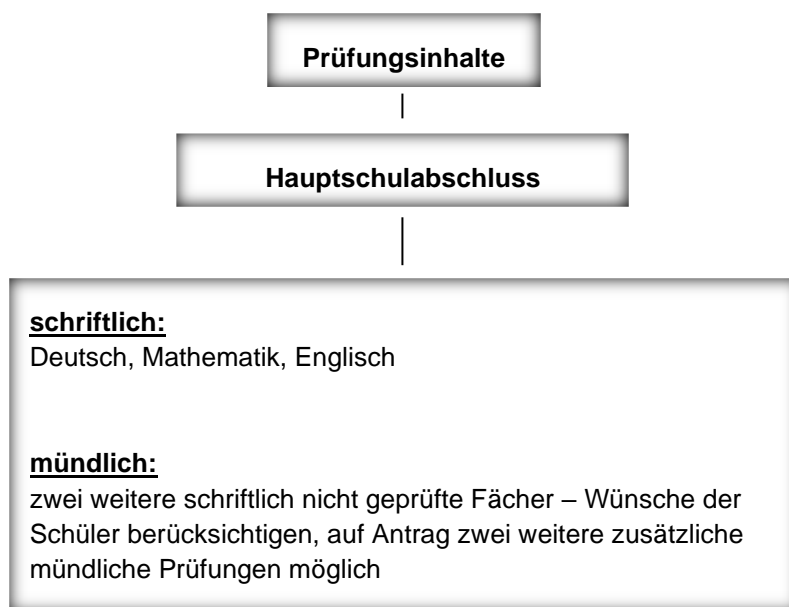 Prüfungsinhalte
Hauptschulabschluss
schriftlich:
Deutsch, Mathematik, Englisch
mündlich:
zwei weitere schriftlich nicht geprüfte Fächer – Wünsche der
Schüler berücksichtigen, auf Antrag zwei weitere zusätzliche
mündliche Prüfungen möglich